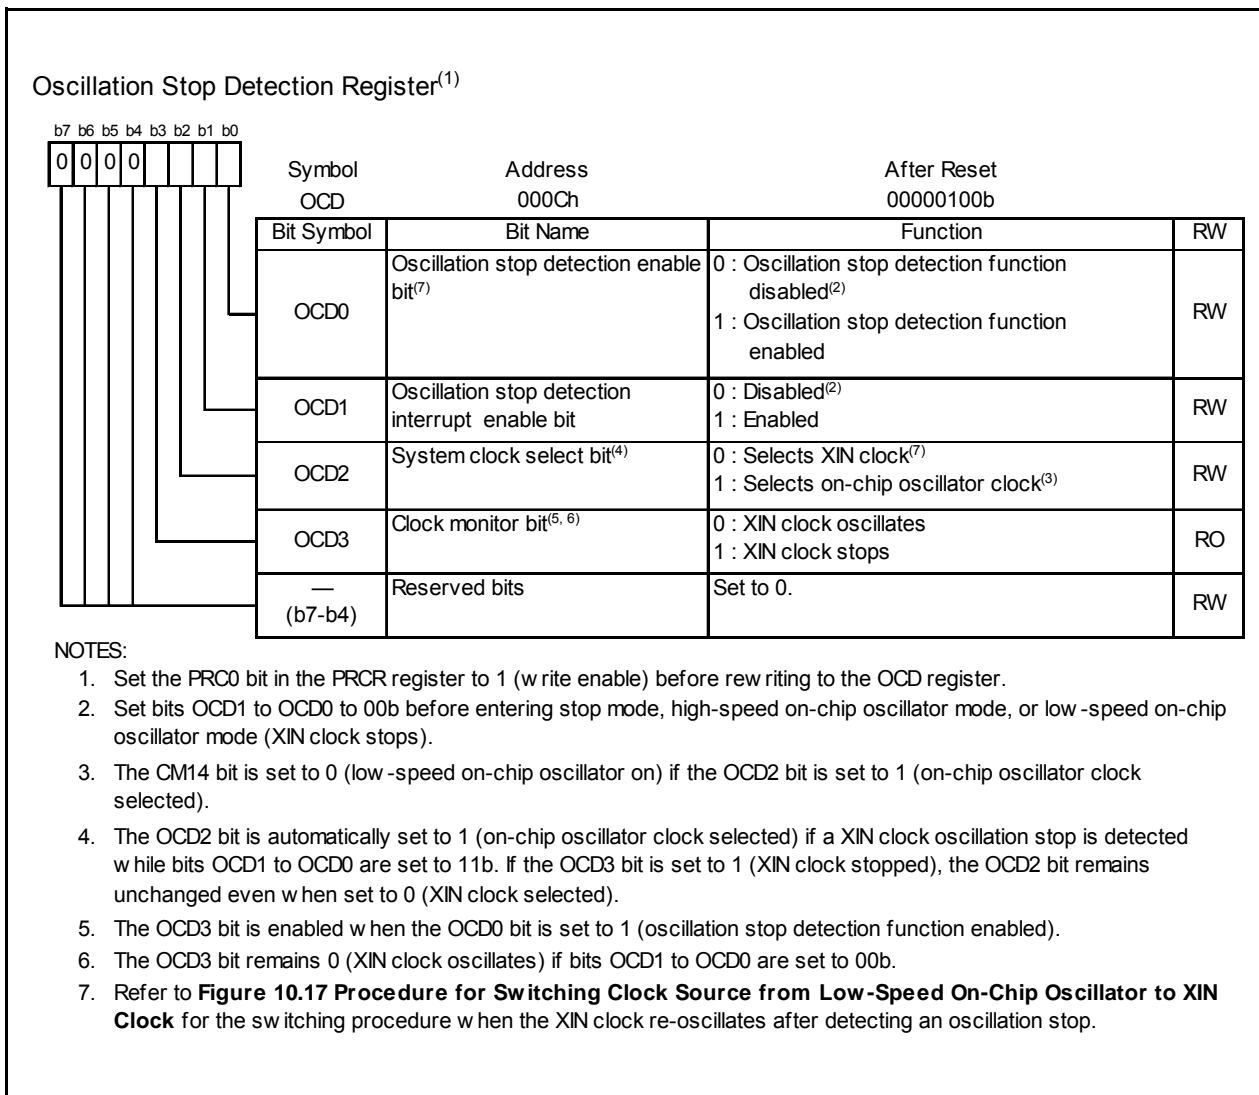 Oscillation Stop Detection Register(1)
b7 b6 b5 b4 b3 b2 b1 b0
0 0 0 0
Symbol Address After Reset
OCD 000Ch 00000100b
Bit Symbol Bit Name Function RW
OCD0 Oscillation stop detection enable bit(7) 0 : Oscillation stop detection function
disabled(2)
1 : Oscillation stop detection function
enabled RW
OCD1 Oscillation stop detection
interrupt enable bit 0 : Disabled(2)
1 : Enabled RW
OCD2 System clock select bit(4) 0 : Selects XIN clock(7)
1 : Selects on-chip oscillator clock(3) RW
OCD3 Clock monitor bit(5, 6) 0 : XIN clock oscillates
1 : XIN clock stops RO
—
(b7-b4) Reserved bits Set to 0. RW
NOTES:
1. Set the PRC0 bit in the PRCR register to 1 (write enable) before rewriting to the OCD register.
2. Set bits OCD1 to OCD0 to 00b before entering stop mode, high-speed on-chip oscillator mode, or low-speed on-chip
oscillator mode (XIN clock stops).
3. The CM14 bit is set to 0 (low-speed on-chip oscillator on) if the OCD2 bit is set to 1 (on-chip oscillator clock
selected).
4. The OCD2 bit is automatically set to 1 (on-chip oscillator clock selected) if a XIN clock oscillation stop is detected
while bits OCD1 to OCD0 are set to 11b. If the OCD3 bit is set to 1 (XIN clock stopped), the OCD2 bit remains
unchanged even when set to 0 (XIN clock selected).
5. The OCD3 bit is enabled when the OCD0 bit is set to 1 (oscillation stop detection function enabled).
6. The OCD3 bit remains 0 (XIN clock oscillates) if bits OCD1 to OCD0 are set to 00b.
7. Refer to Figure 10.17 Procedure for Switching Clock Source from Low-Speed On-Chip Oscillator to XIN
Clock for the switching procedure when the XIN clock re-oscillates after detecting an oscillation stop.